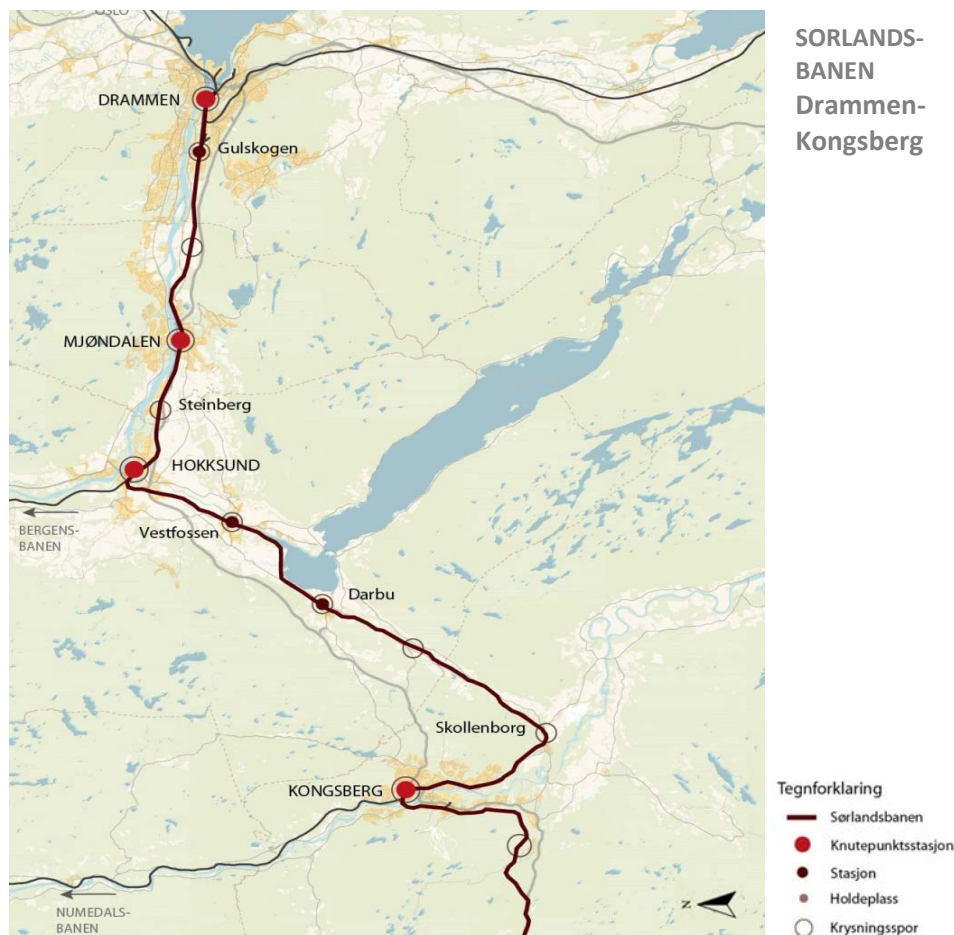 OSLO
SORLANDS-
BANEN
Drammen-
Kongsberg
DRAMMEN
Gulskogen
MJØNDALEN
Steinberg
HOKKSUND
BERGENS-
BANEN
Vestfossen
Darbu
Skollenborg
KONGSBERG
NUMEDALS-
BANEN
N
Tegnforklaring
Sørlandsbanen
Knutepunktsstasjon
Stasjon
Holdeplass
Krysningsspor